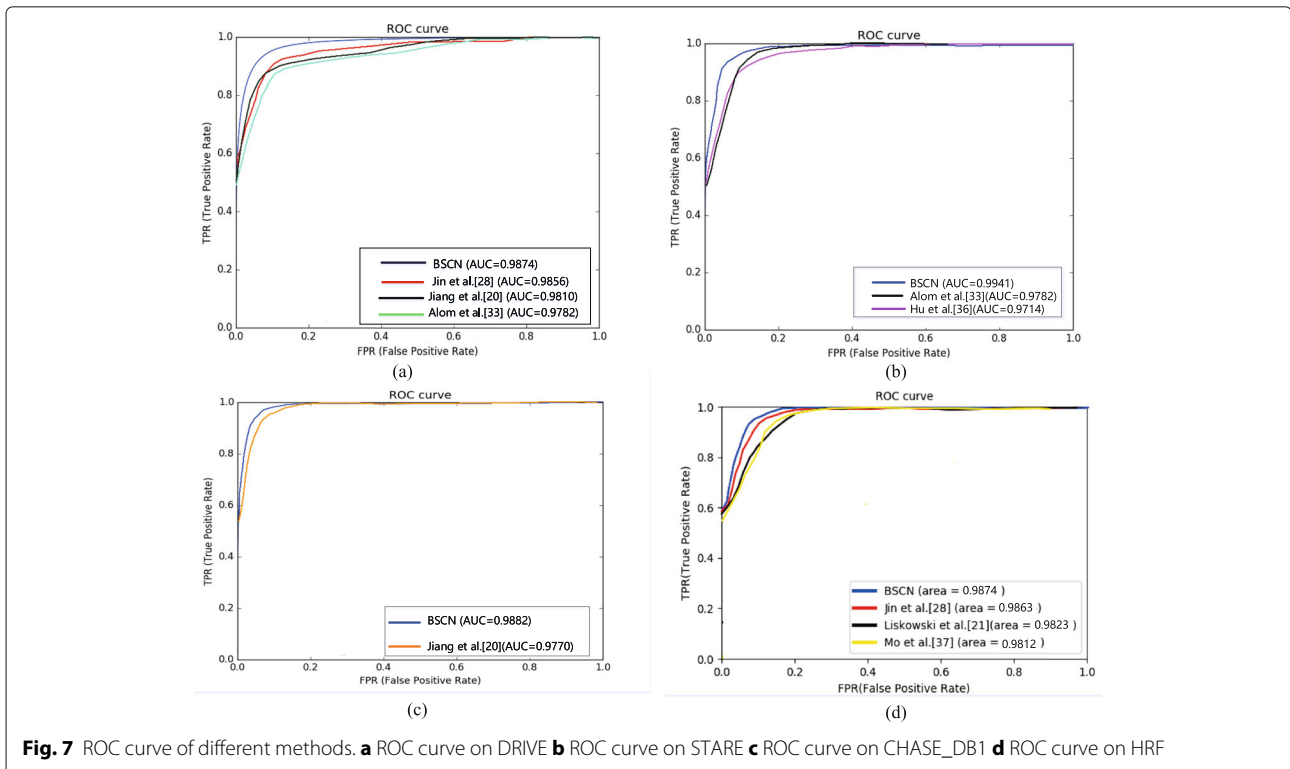 ROC curve
1.0
0.8
0.6
0.4
0.2
0.0
TPR (True Positive Rate)
BSCN (AUC=0.9874)
Jin et al.[28] (AUC=0.9856)
Jiang et al.[20] (AUC=0.9810)
Alom et al.[33] (AUC=0.9782)
0.0 0.2 0.4 0.6 0.8 1.0
FPR (False Positive Rate)
(a)
ROC curve
1.0
0.8
0.6
0.4
0.2
0.0
TPR (True Positive Rate)
BSCN (AUC=0.9941)
Alom et al.[33](AUC=0.9782)
Hu et al.[36](AUC=0.9714)
0.0 0.2 0.4 0.6 0.8 1.0
FPR (False Positive Rate)
(b)
ROC curve
1.0
0.8
0.6
0.4
0.2
0.0
TPR (True Positive Rate)
BSCN (AUC=0.9882)
Jiang et al.[20](AUC=0.9770)
0.0 0.2 0.4 0.6 0.8 1.0
FPR (False Positive Rate)
(c)
ROC curve
1.0
0.8
0.6
0.4
0.2
0.0
TPR(True Positive Rate)
BSCN (area = 0.9874 )
Jin et al.[28] (area = 0.9863 )
Liskowski et al.[21](area = 0.9823 )
Mo et al.[37] (area = 0.9812 )
0.0 0.2 0.4 0.6 0.8 1.0
FPR(False Positive Rate)
(d)
Fig. 7 ROC curve of different methods. a ROC curve on DRIVE b ROC curve on STARE c ROC curve on CHASE_DB1 d ROC curve on HRF